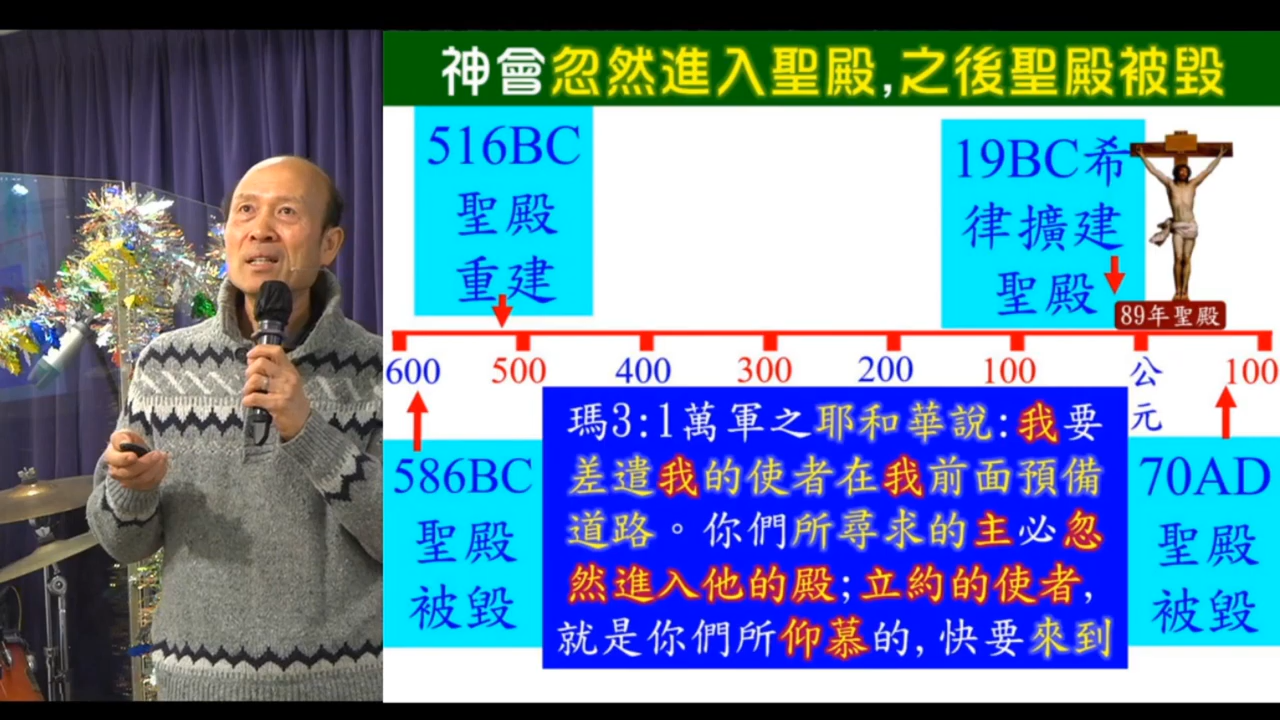 神會忽然進入聖殿,之後聖殿被毀
516BC
聖殿
重建
19BC希
律擴建
聖殿
89年聖殿
600 500 400 300 200 100 公元 100
586BC
聖殿
被毀
瑪3:1萬軍之耶和華說:我要
差遣我的使者在我前面預備
道路。你們所尋求的主必忽
然進入他的殿;立約的使者,
就是你們所仰慕的,快要來到
70AD
聖殿
被毀